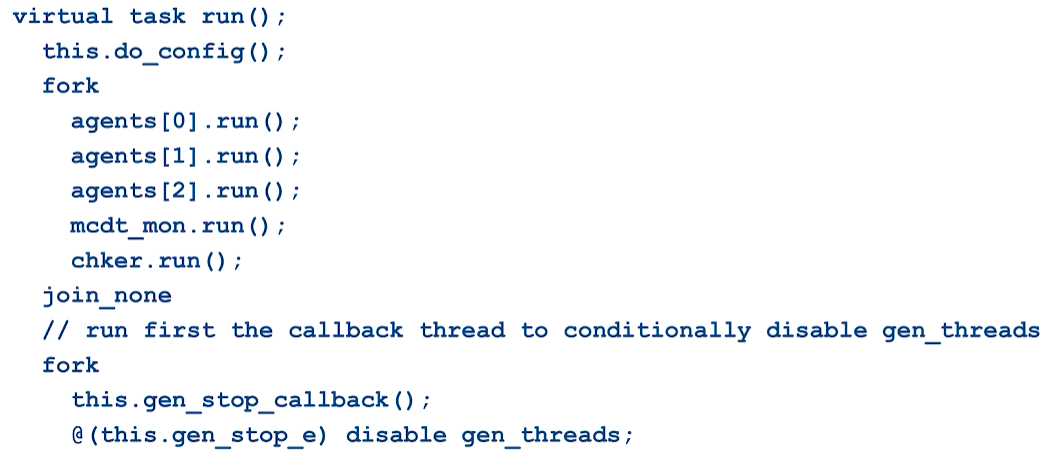 virtual task run();
  this.do_config();
  fork
    agents[0].run();
    agents[1].run();
    agents[2].run();
    mcdt_mon.run();
    chker.run();
  join_none
  // run first the callback thread to conditionally disable gen_threads
  fork
    this.gen_stop_callback();
    @(this.gen_stop_e) disable gen_threads;